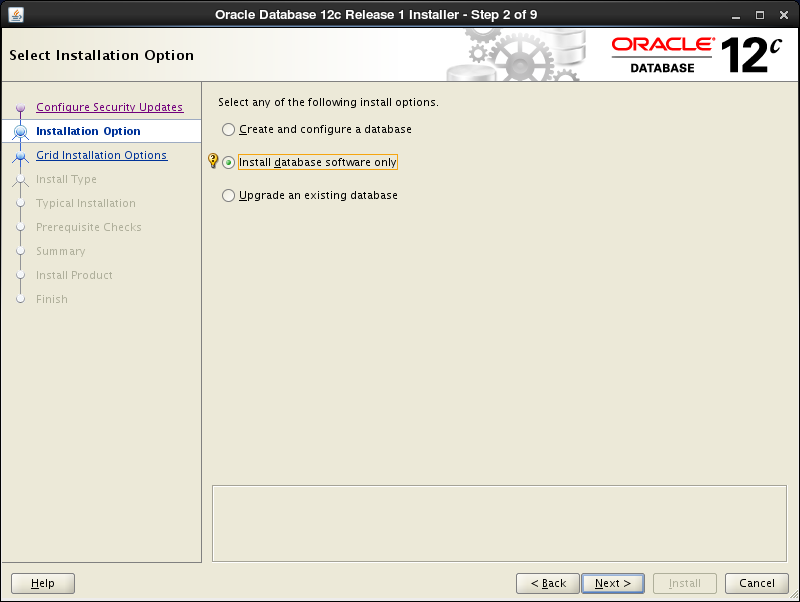 Oracle Database 12c Release 1 Installer - Step 2 of 9
Select Installation Option
ORACLE®
DATABASE
12c
Configure Security Updates
Installation Option
Grid Installation Options
Install Type
Typical Installation
Prerequisite Checks
Summary
Install Product
Finish
Select any of the following install options.
Create and configure a database
Install database software only
Upgrade an existing database
Help
< Back
Next >
Install
Cancel